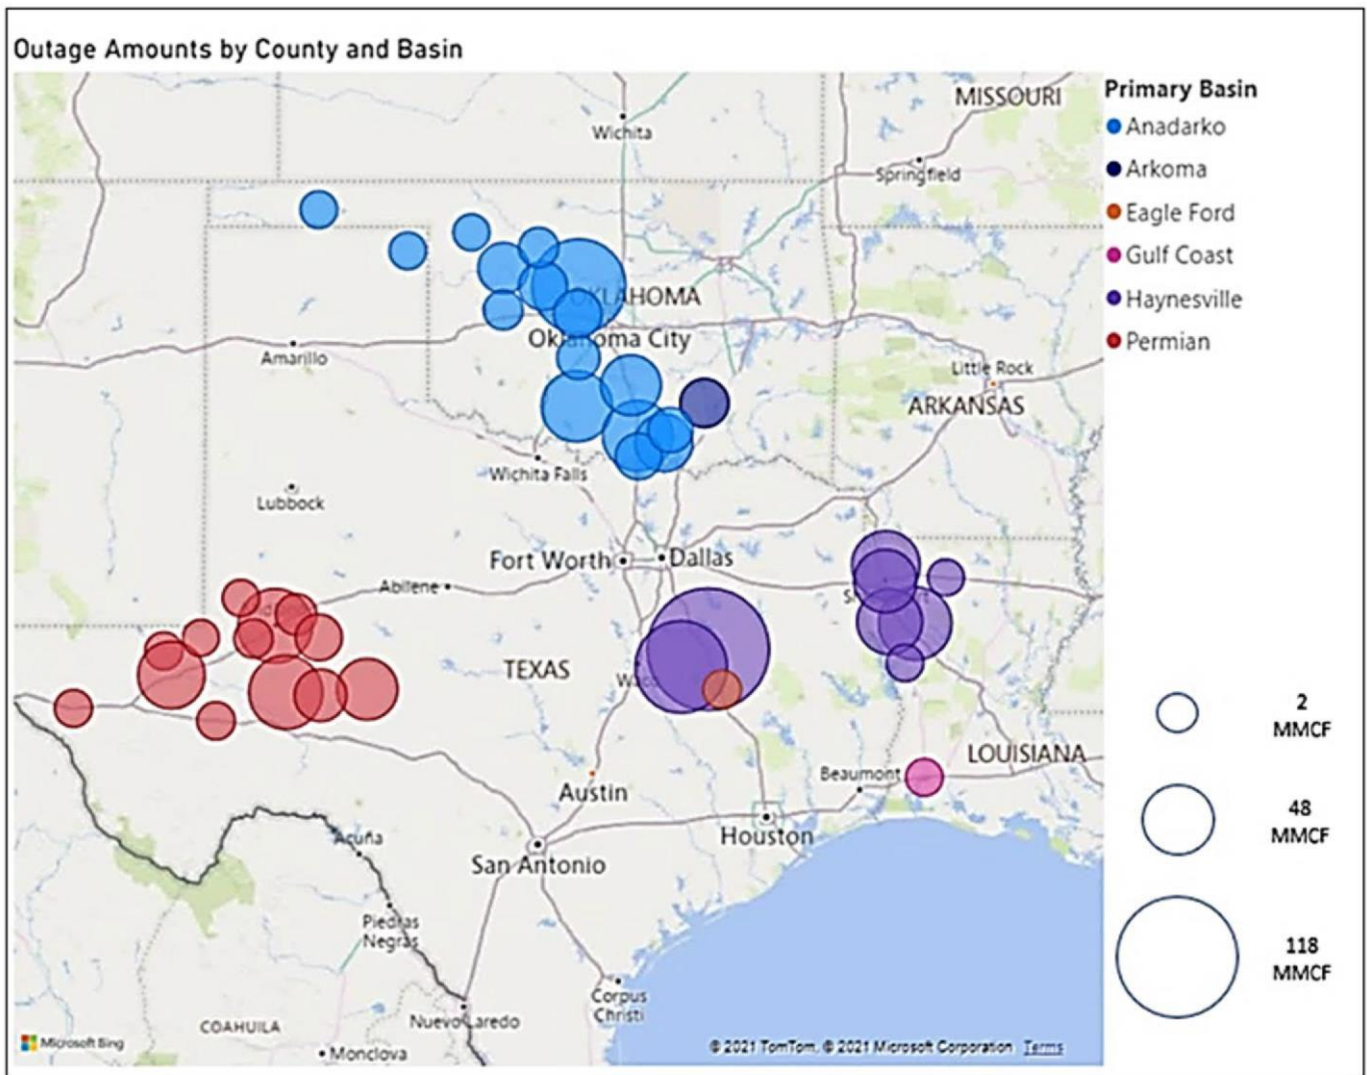 Outage Amounts by County and Basin
MISSOURI
Wichita
Springfield
OKLAHOMA
Oklahoma City
Amarillo
Little Rock
ARKANSAS
Wichita Falls
Lubbock
Fort Worth
Dallas
Abilene
TEXAS
LOUISIANA
Beaumont
Austin
Houston
San Antonio
Acuña
Piedras
Negras
Corpus
Christi
Nuevo Laredo
COAHUILA
Monclova
Microsoft Bing
© 2021 TomTom, © 2021 Microsoft Corporation Terms
Primary Basin
Anadarko
Arkoma
Eagle Ford
Gulf Coast
Haynesville
Permian
2
MMCF
48
MMCF
118
MMCF